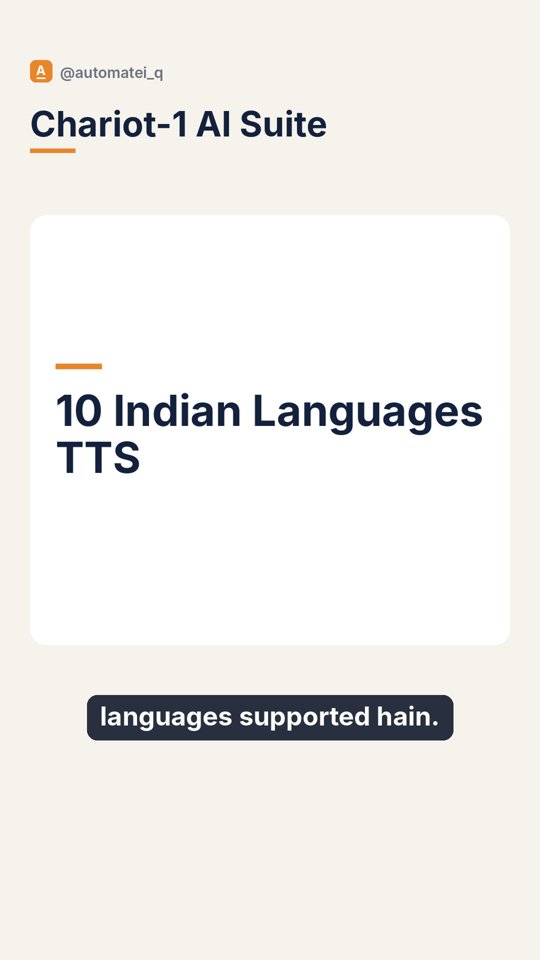 A
@automatei_q
Chariot-1 AI Suite
10 Indian Languages
TTS
languages supported hain.